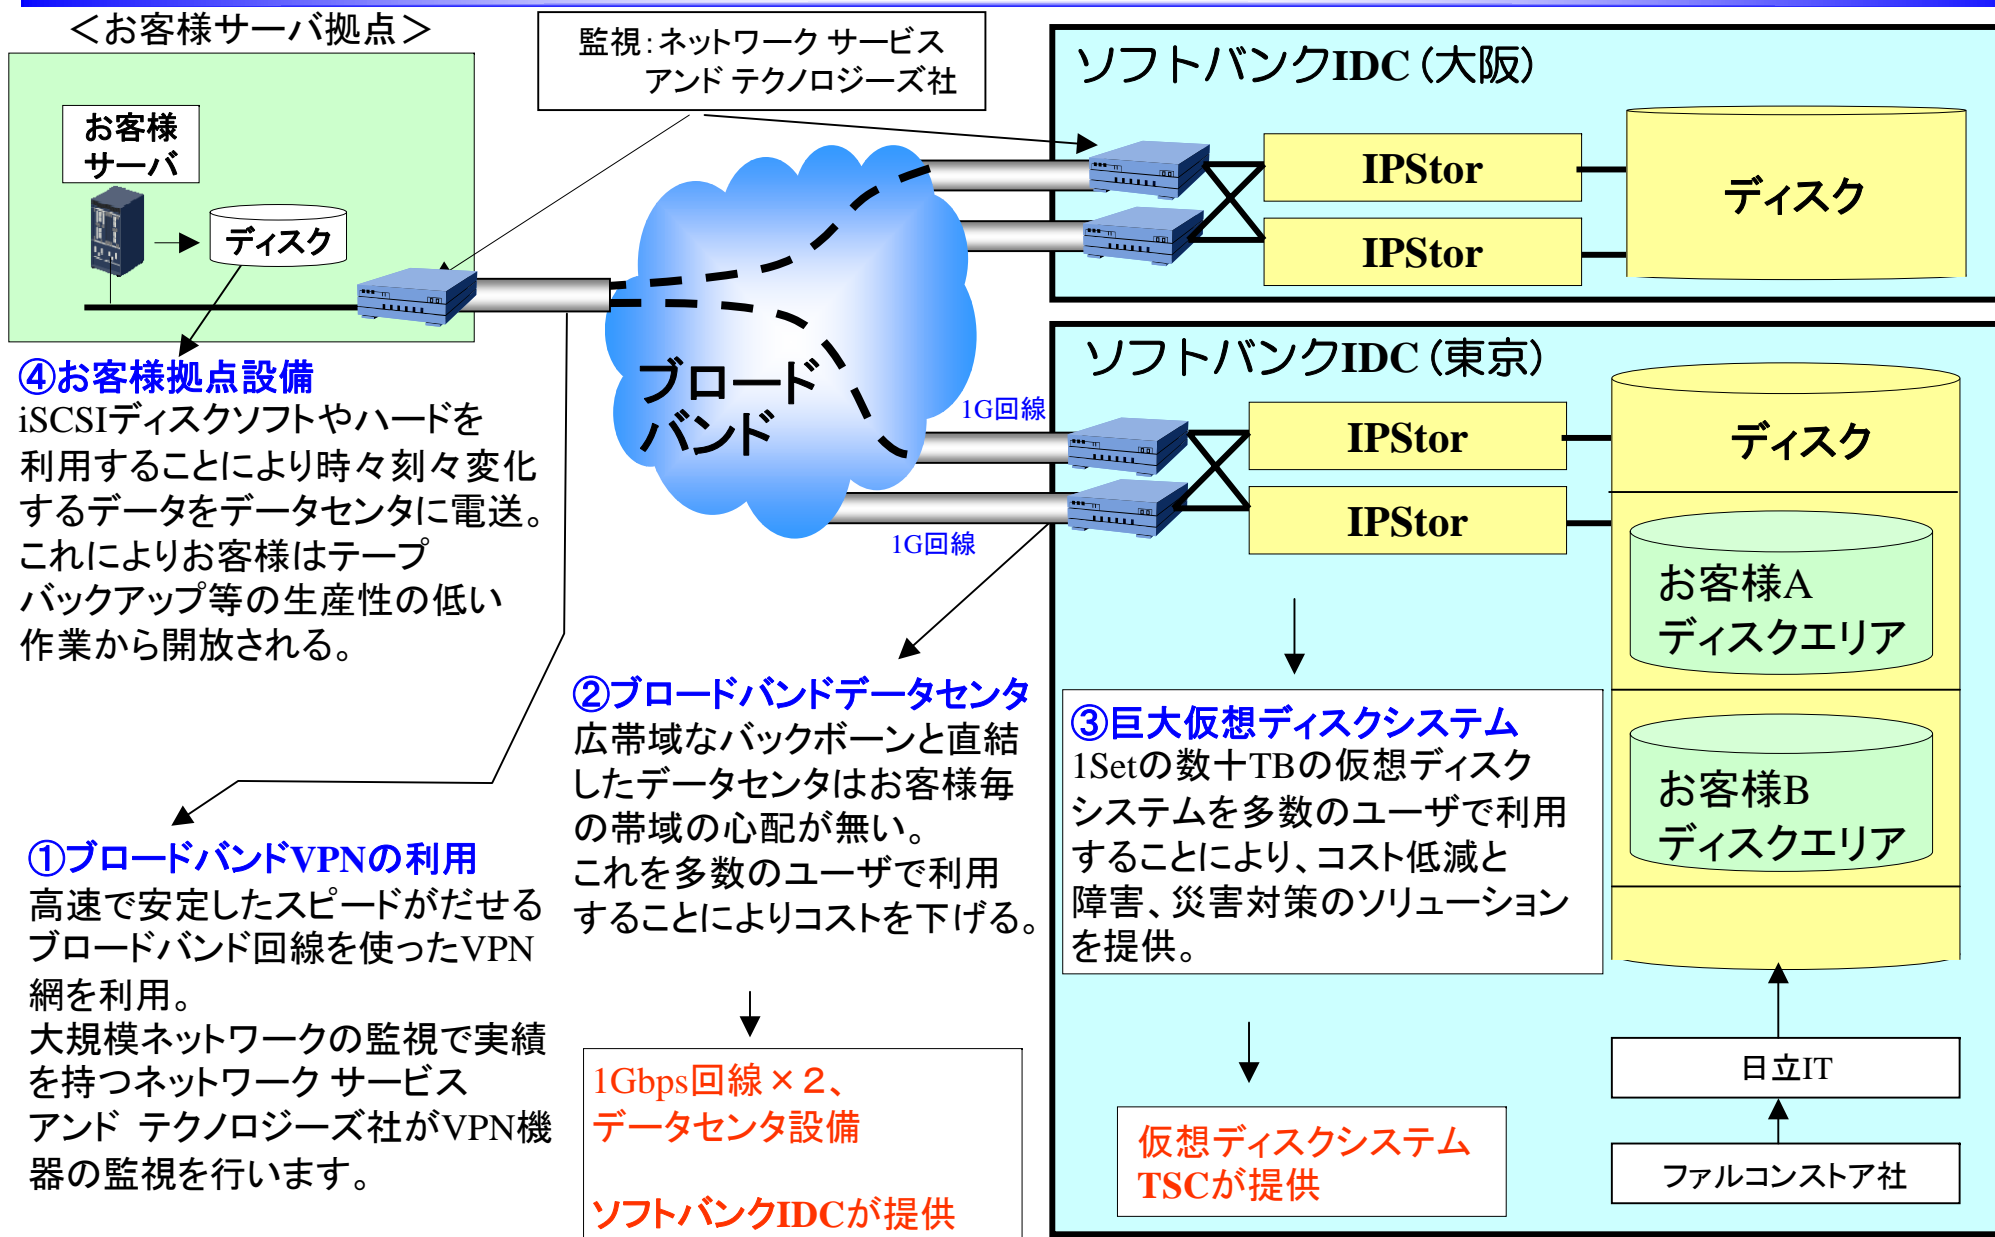 ＜お客様サーバ拠点＞
お客様
サーバ
ディスク
監視：ネットワーク サービス
アンド テクノロジーズ社
ソフトバンクIDC（大阪）
IPStor
IPStor
ディスク
ブロード
バンド
1G回線
1G回線
ソフトバンクIDC（東京）
IPStor
IPStor
ディスク
お客様A
ディスクエリア
お客様B
ディスクエリア
④お客様拠点設備
iSCSIディスクソフトやハードを
利用することにより時々刻々変化
するデータをデータセンタに電送。
これによりお客様はテープ
バックアップ等の生産性の低い
作業から開放される。
①ブロードバンドVPNの利用
高速で安定したスピードがだせる
ブロードバンド回線を使ったVPN
網を利用。
大規模ネットワークの監視で実績
を持つネットワーク サービス
アンド テクノロジーズ社がVPN機
器の監視を行います。
②ブロードバンドデータセンタ
広帯域なバックボーンと直結
したデータセンタはお客様毎
の帯域の心配が無い。
これを多数のユーザで利用
することによりコストを下げる。
1Gbps回線×２、
データセンタ設備
ソフトバンクIDCが提供
③巨大仮想ディスクシステム
1Setの数十TBの仮想ディスク
システムを多数のユーザで利用
することにより、コスト低減と
障害、災害対策のソリューション
を提供。
仮想ディスクシステム
TSCが提供
日立IT
ファルコンストア社